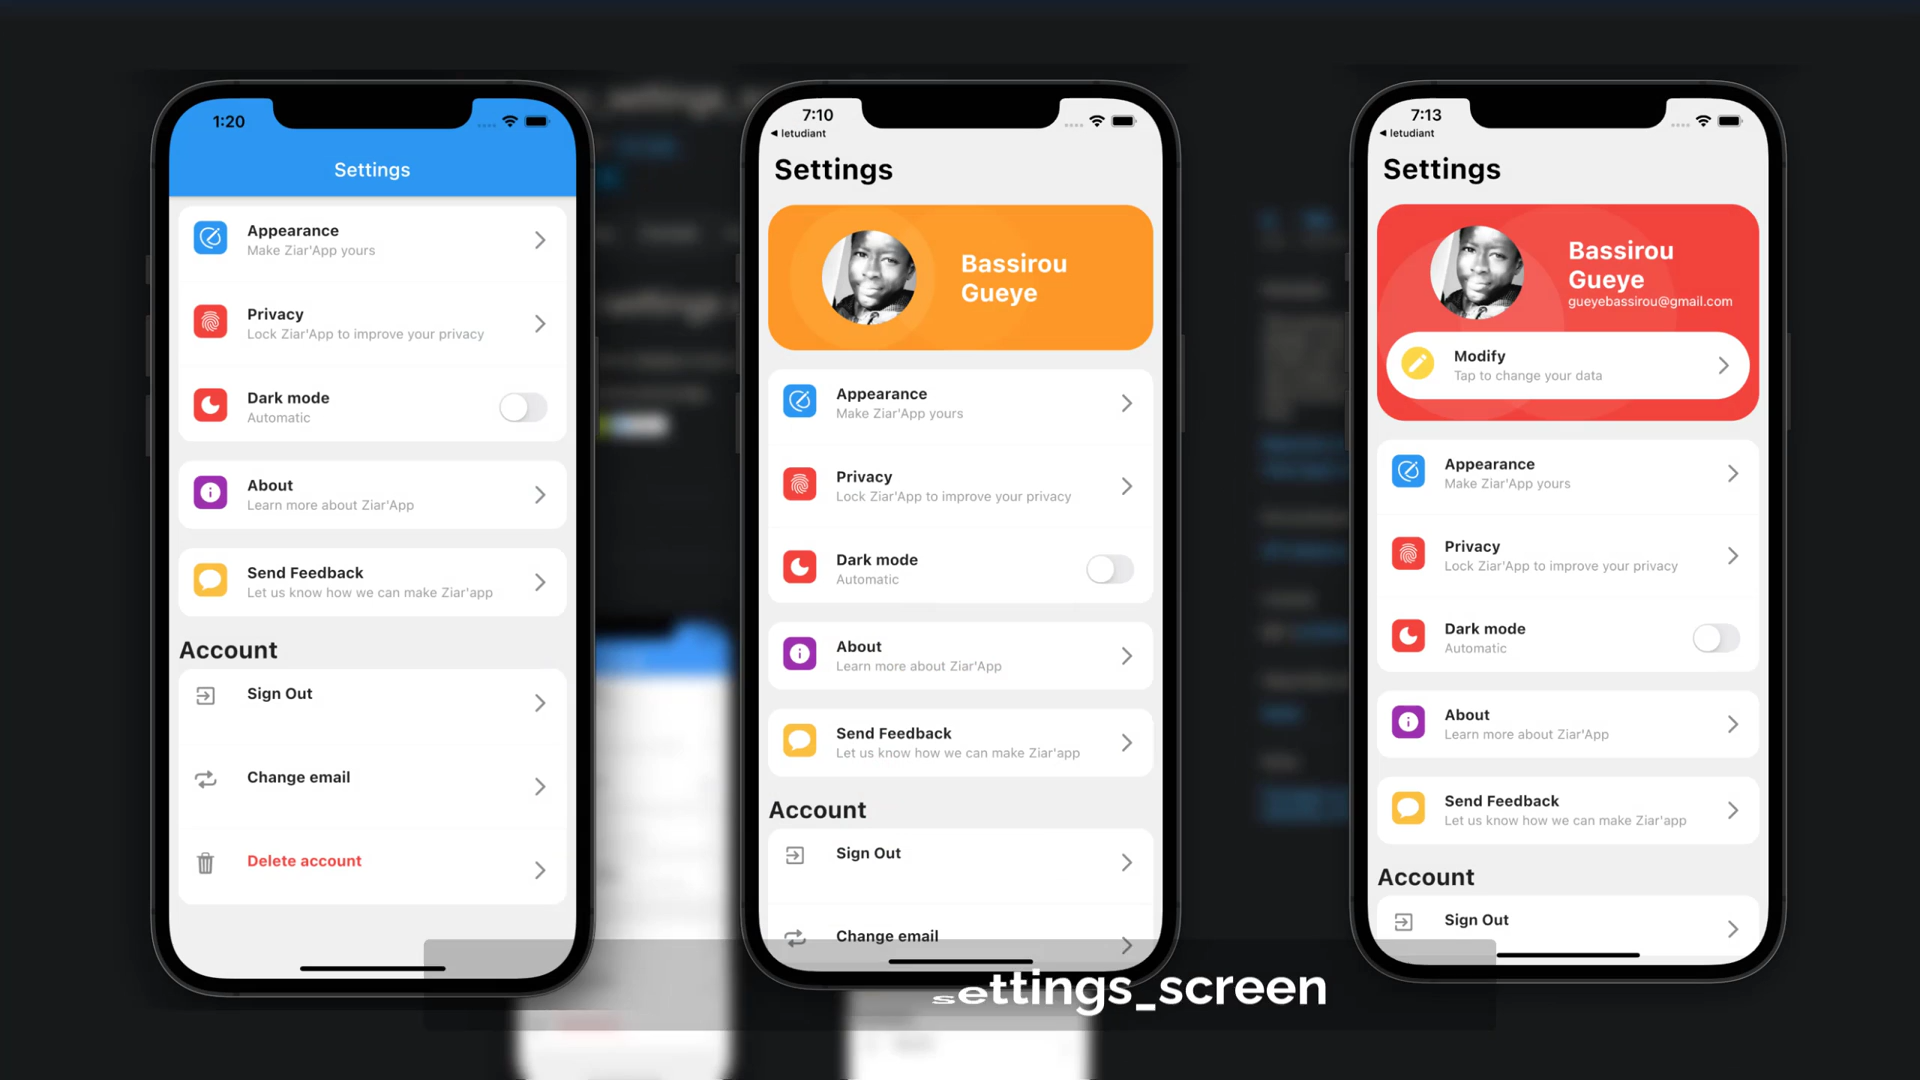 1:20
Settings
Appearance
Make Ziar'App yours
Privacy
Lock Ziar'App to improve your privacy
Dark mode
Automatic
About
Learn more about Ziar'App
Send Feedback
Let us know how we can make Ziar'app
Account
Sign Out
Change email
Delete account
7:10
◀ letudiant
Settings
Bassirou
Gueye
Appearance
Make Ziar'App yours
Privacy
Lock Ziar'App to improve your privacy
Dark mode
Automatic
About
Learn more about Ziar'App
Send Feedback
Let us know how we can make Ziar'app
Account
Sign Out
Change email
7:13
◀ letudiant
Settings
Bassirou
Gueye
gueyebassirou@gmail.com
Modify
Tap to change your data
Appearance
Make Ziar'App yours
Privacy
Lock Ziar'App to improve your privacy
Dark mode
Automatic
About
Learn more about Ziar'App
Send Feedback
Let us know how we can make Ziar'app
Account
Sign Out
settings_screen